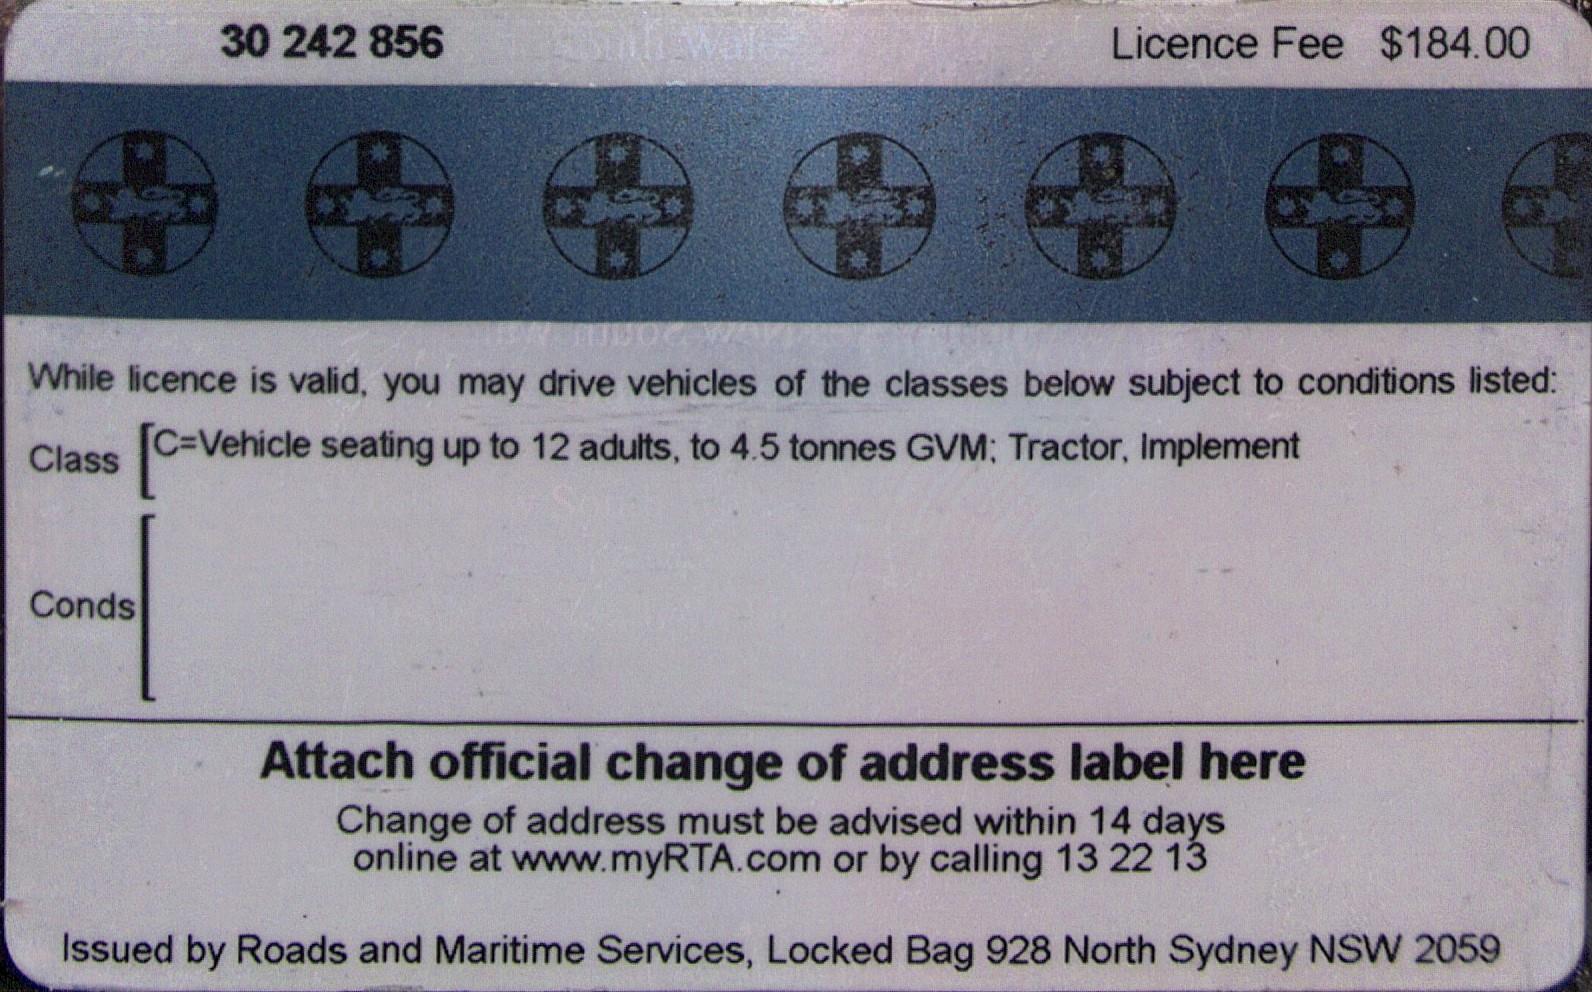 30 242 856 Licence Fee $184.00
While licence is valid, you may drive vehicles of the classes below subject to conditions listed:
Class [C=Vehicle seating up to 12 adults, to 4.5 tonnes GVM; Tractor, Implement
Conds [
Attach official change of address label here
Change of address must be advised within 14 days
online at www.myRTA.com or by calling 13 22 13
Issued by Roads and Maritime Services, Locked Bag 928 North Sydney NSW 2059